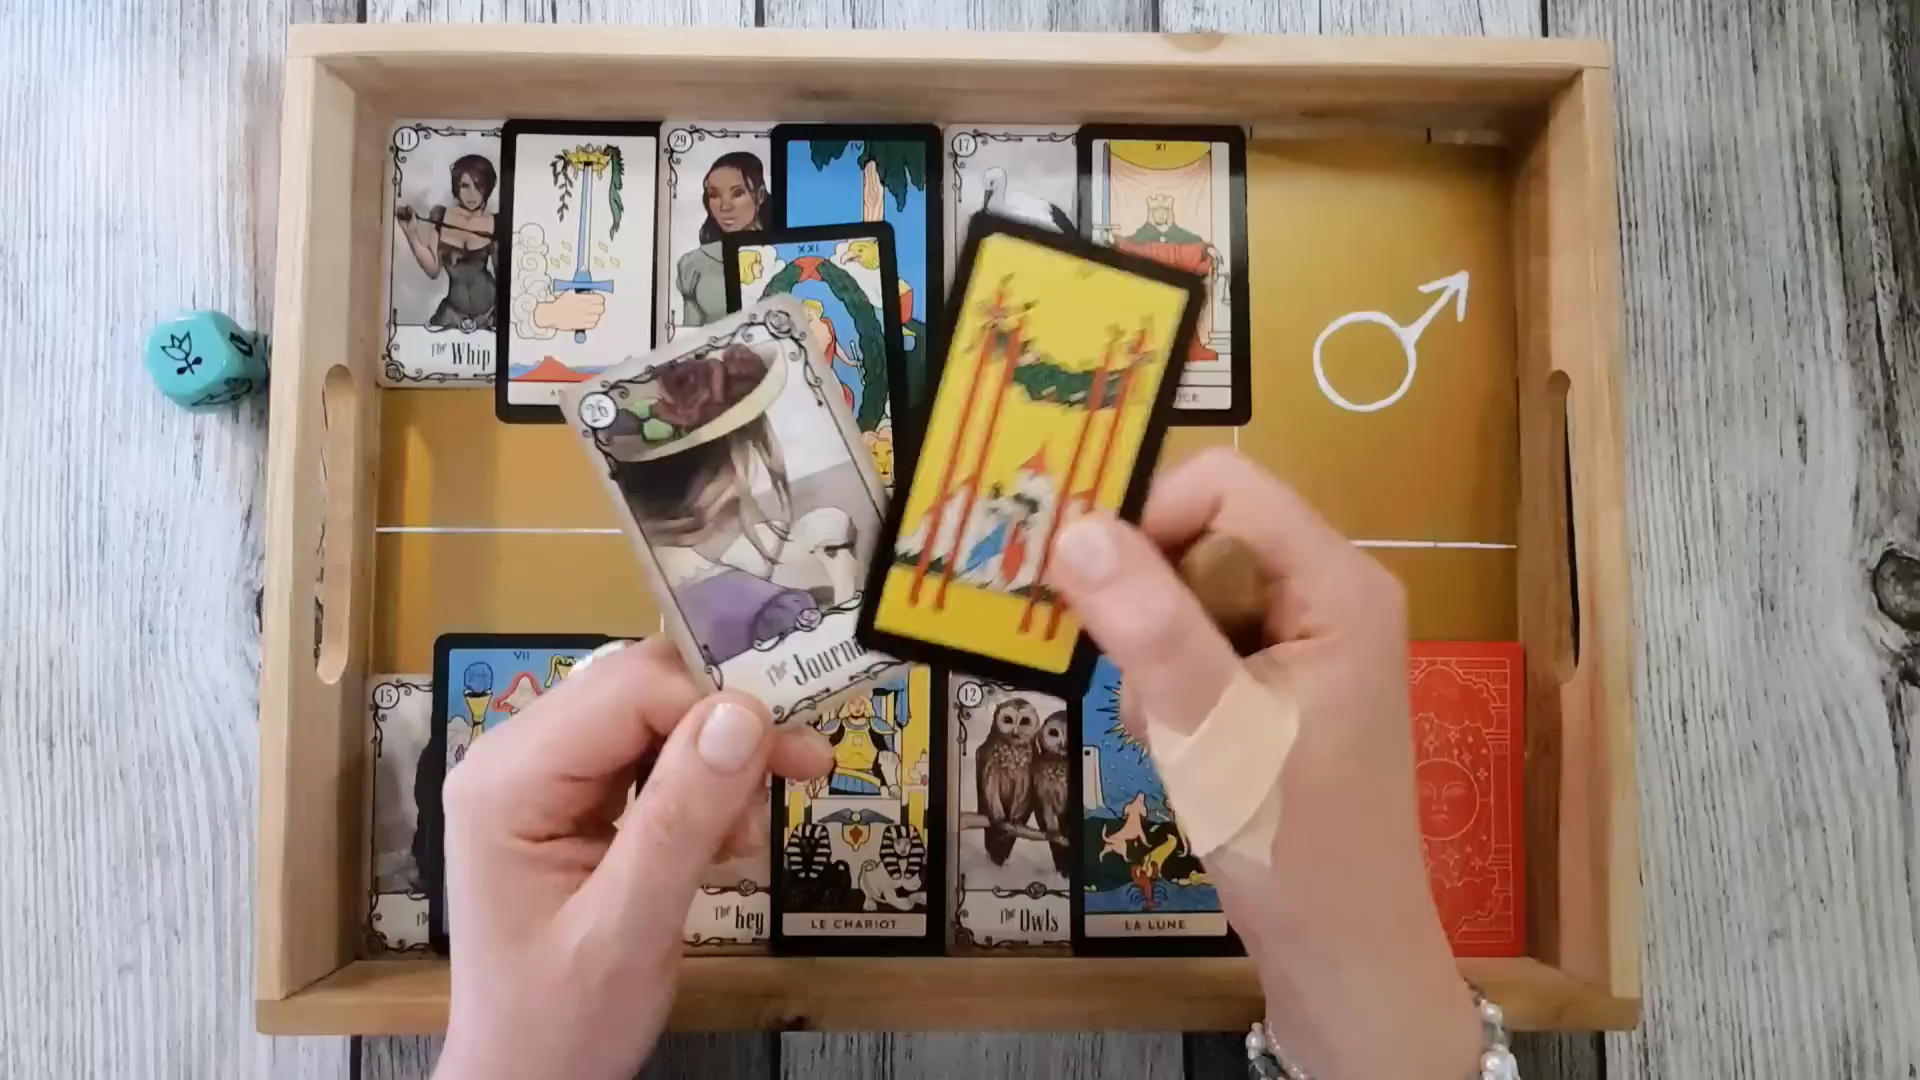 11
The Whip
29
IV
17
XI
XXI
26
The Journ
15
VII
The Key
LE CHARIOT
12
The Owls
LA LUNE